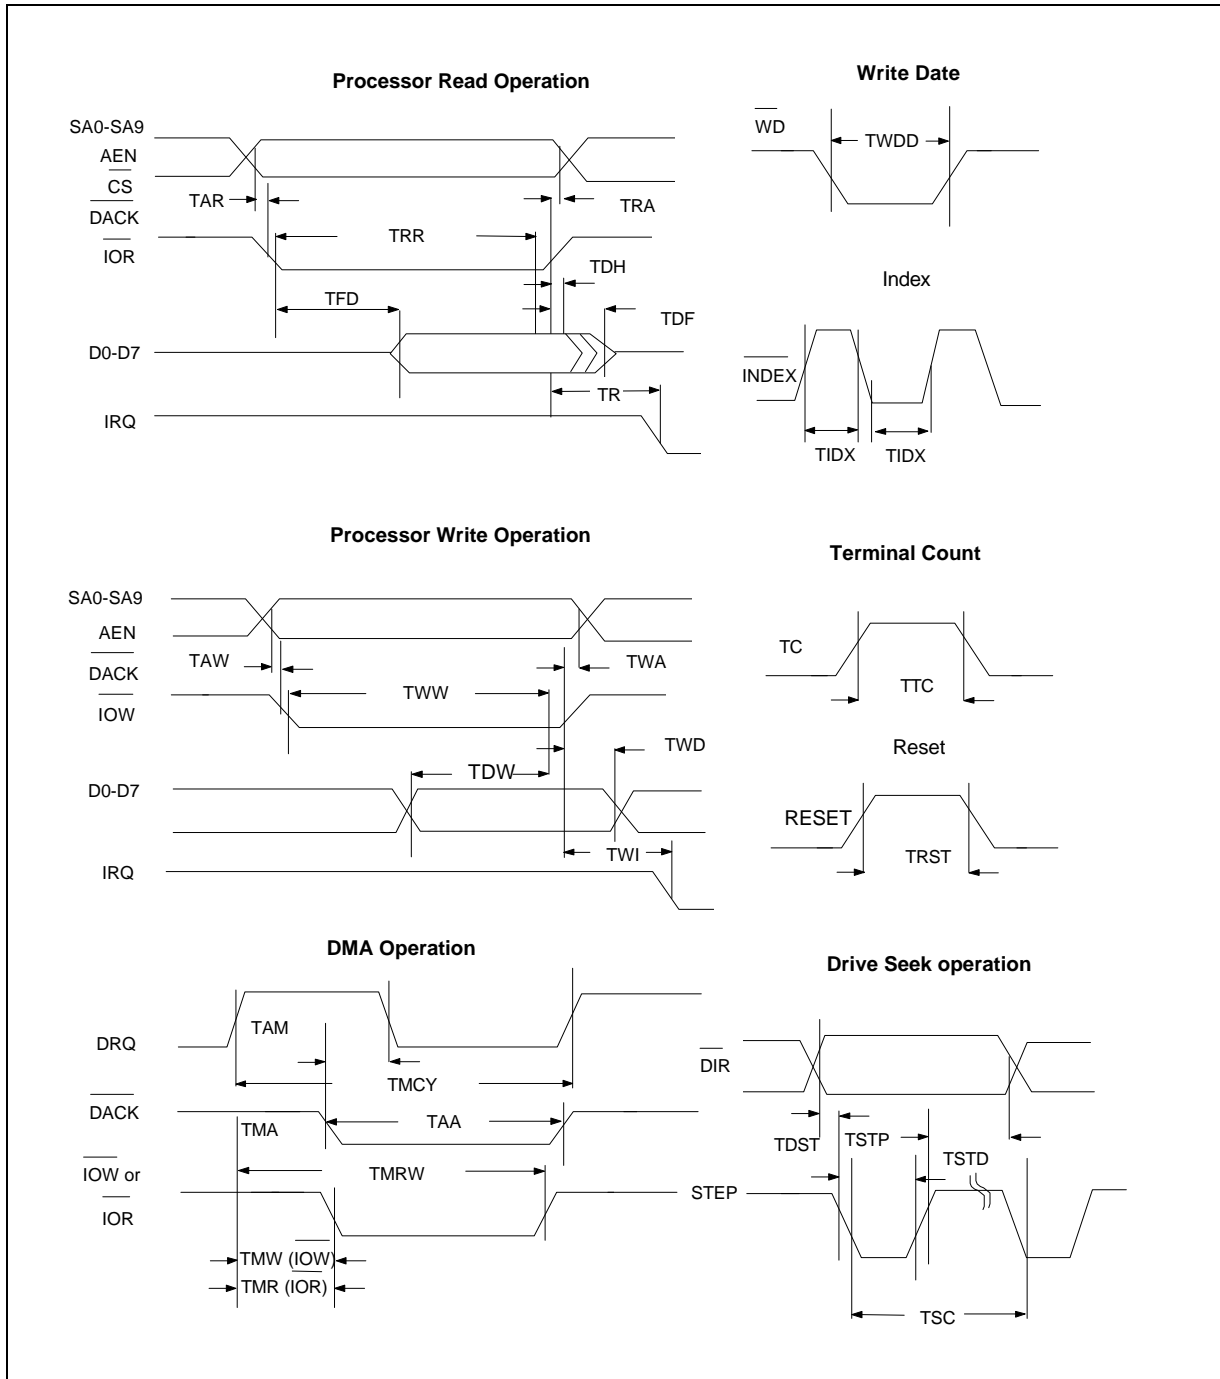 Processor Read Operation
SA0-SA9
AEN
CS
DACK
IOR
TAR
TRA
TRR
TDH
TFD
TDF
D0-D7
TR
IRQ
Write Date
WD
TWDD
Index
INDEX
TIDX
TIDX
Processor Write Operation
SA0-SA9
AEN
DACK
IOW
TAW
TWA
TWW
TWD
TDW
D0-D7
TWI
IRQ
Terminal Count
TC
TTC
Reset
RESET
TRST
DMA Operation
DRQ
TAM
TMCY
DACK
TMA
TAA
IOW or
IOR
TMRW
TMW (IOW)
TMR (IOR)
Drive Seek operation
DIR
TDST
TSTP
TSTD
STEP
TSC